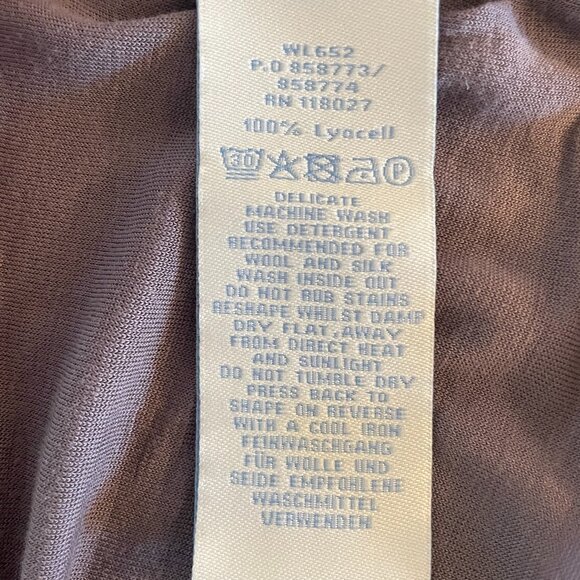 WL652
P.O 858773/
858774
RN 118027
100% Lyocell
30 P
DELICATE
MACHINE WASH
USE DETERGENT
RECOMMENDED FOR
WOOL AND SILK
WASH INSIDE OUT
DO NOT RUB STAINS
RESHAPE WHILST DAMP
DRY FLAT, AWAY
FROM DIRECT HEAT
AND SUNLIGHT
DO NOT TUMBLE DRY
PRESS BACK TO
SHAPE ON REVERSE
WITH A COOL IRON
FEINWASCHGANG
FÜR WOLLE UND
SEIDE EMPFOHLENE
WASCHMITTEL
VERWENDEN